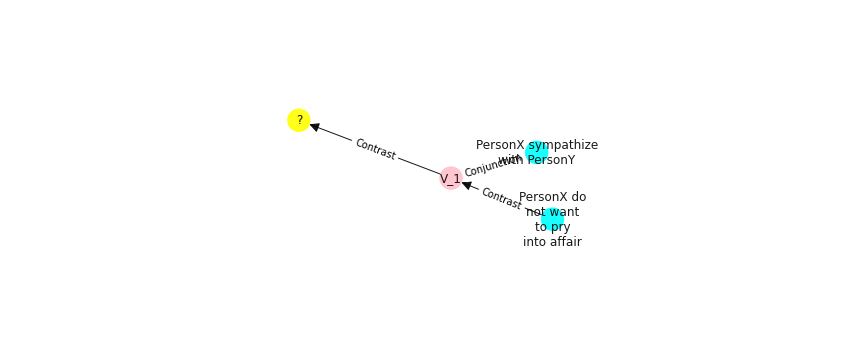 ?
Contrast
PersonX sympathize
with PersonY
Conjunction
V_1
Contrast
PersonX do
not want
to pry
into affair